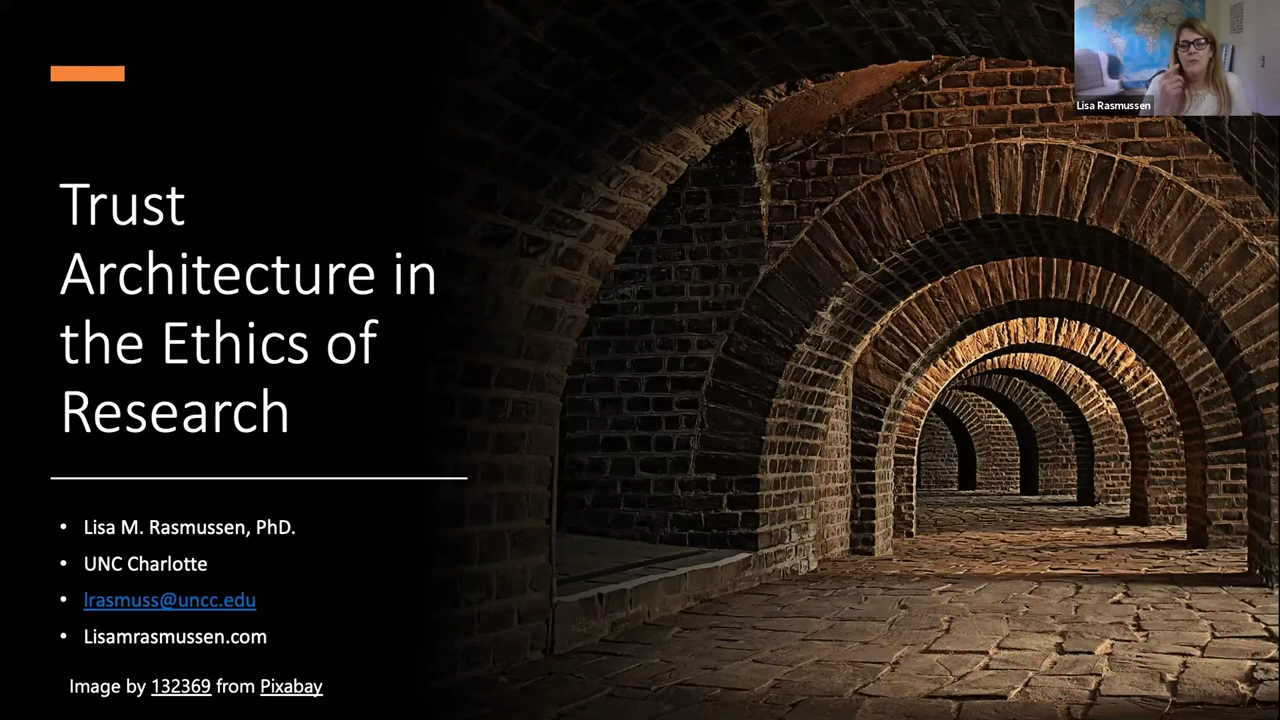 Lisa Rasmussen
Trust
Architecture in
the Ethics of
Research
• Lisa M. Rasmussen, PhD.
• UNC Charlotte
• lrasmuss@uncc.edu
• Lisamrasmussen.com
Image by 132369 from Pixabay